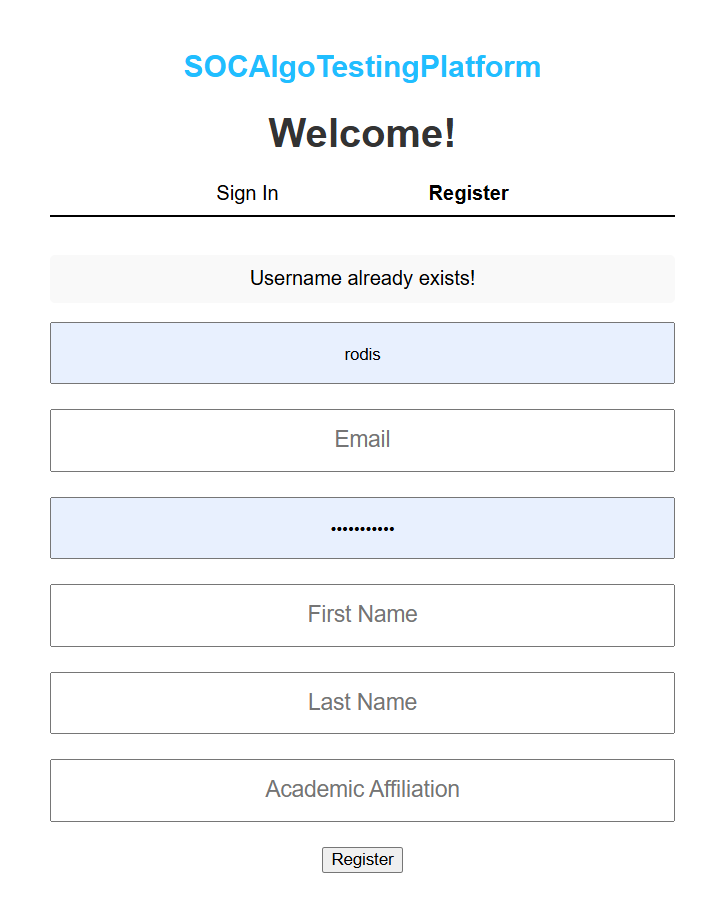 SOCAlgoTestingPlatform
Welcome!
Sign In Register
Username already exists!
rodis
Email
•••••••••••
First Name
Last Name
Academic Affiliation
Register